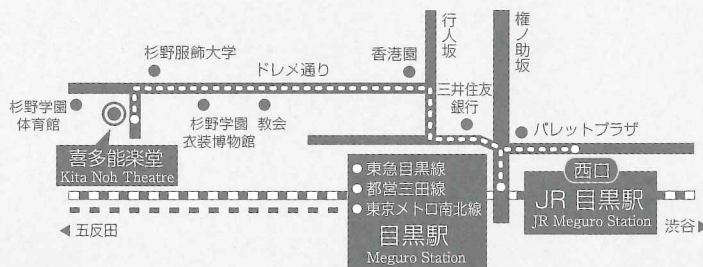 行人坂
権ノ助坂
杉野服飾大学
ドレメ通り
香港園
三井住友
銀行
杉野学園
体育館
杉野学園
衣装博物館
教会
パレットプラザ
喜多能楽堂
Kita Noh Theatre
東急目黒線
都営三田線
東京メトロ南北線
目黒駅
Meguro Station
西口
JR 目黒駅
JR Meguro Station
五反田
渋谷